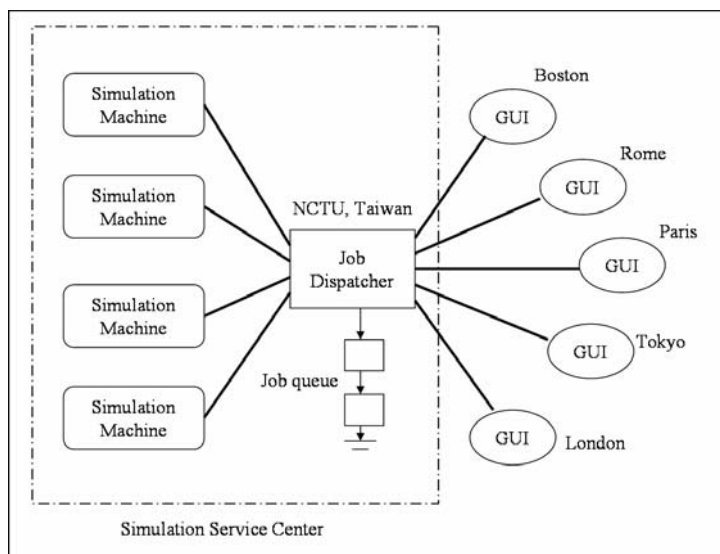 Simulation
Machine
Simulation
Machine
Simulation
Machine
Simulation
Machine
NCTU, Taiwan
Job
Dispatcher
Job queue
Boston
GUI
Rome
GUI
Paris
GUI
GUI
Tokyo
GUI
London
Simulation Service Center